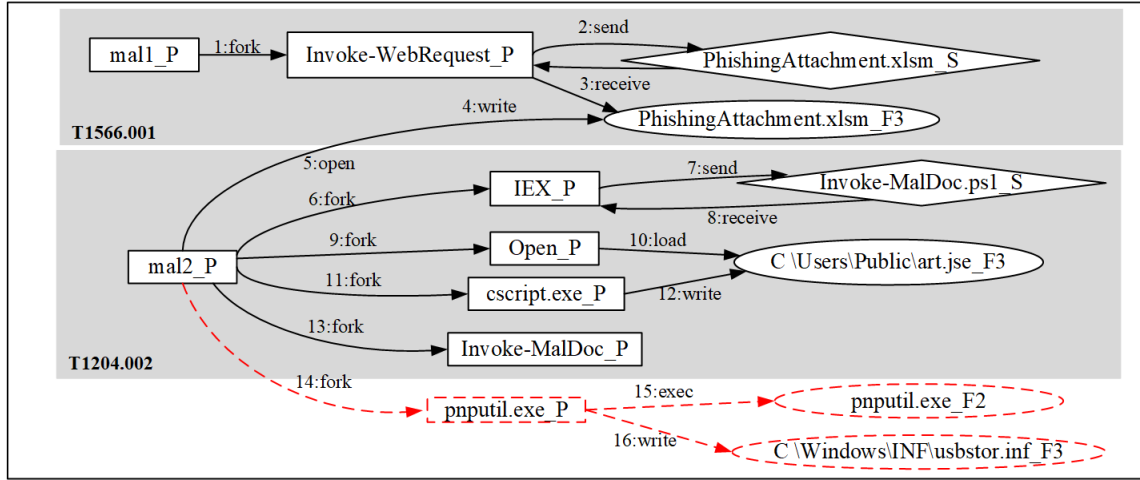 2:send
mal1_P
1:fork
Invoke-WebRequest_P
PhishingAttachment.xlsm_S
3:receive
4:write
PhishingAttachment.xlsm_F3
T1566.001
5:open
7:send
6:fork
IEX_P
Invoke-MalDoc.ps1_S
8:receive
9:fork
Open_P
10:load
mal2_P
C \Users\Public\art.jse_F3
11:fork
cscript.exe_P
12:write
13:fork
Invoke-MalDoc_P
T1204.002
14:fork
pnputil.exe_P
15:exec
pnputil.exe_F2
16:write
C \Windows\INF\usbstor.inf_F3